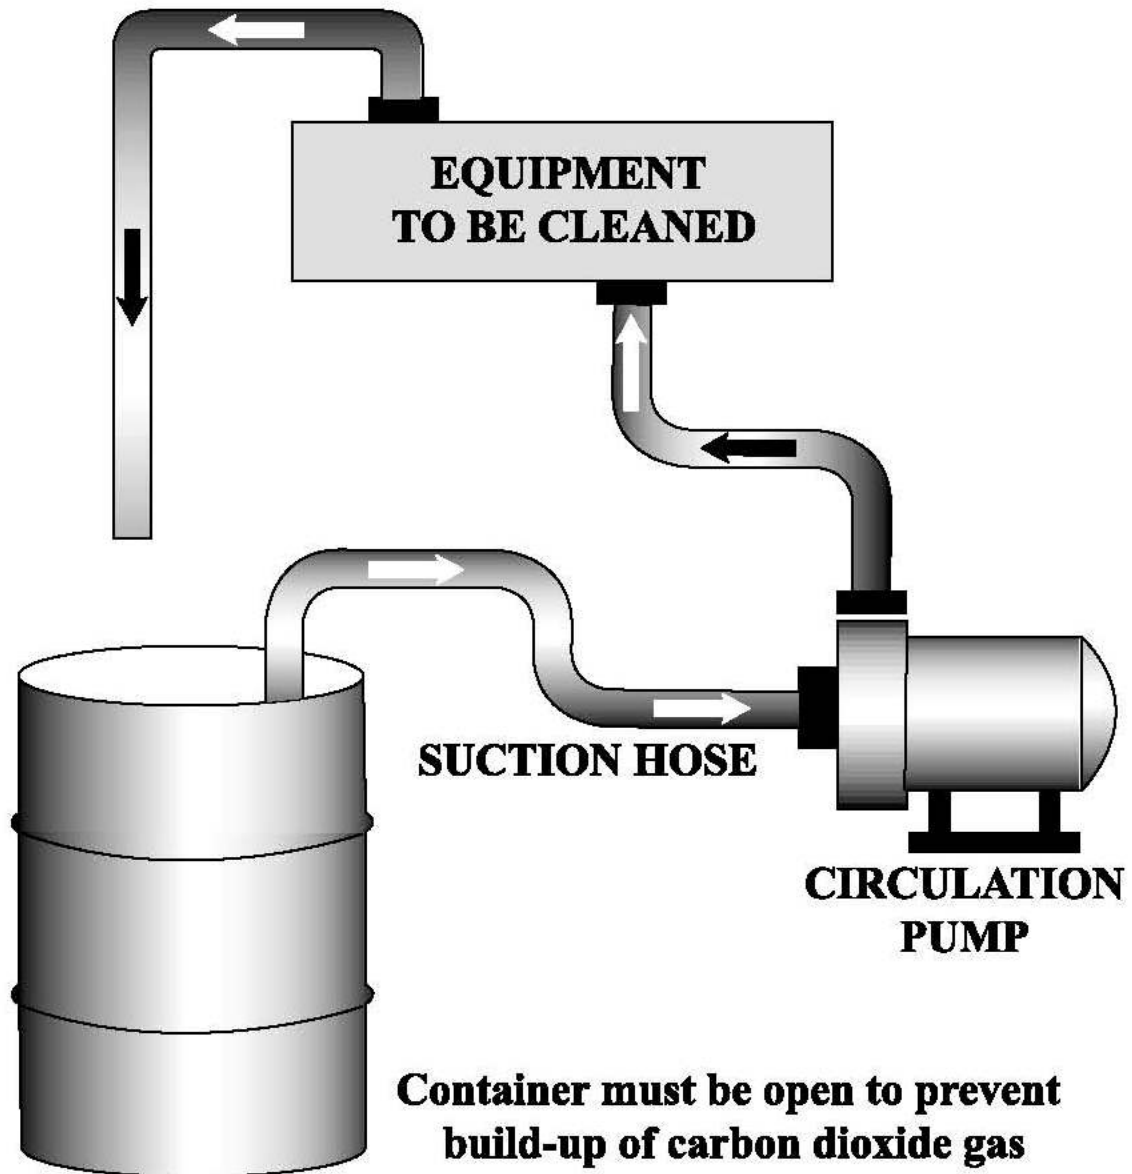 EQUIPMENT
TO BE CLEANED
SUCTION HOSE
CIRCULATION
PUMP
Container must be open to prevent
build-up of carbon dioxide gas